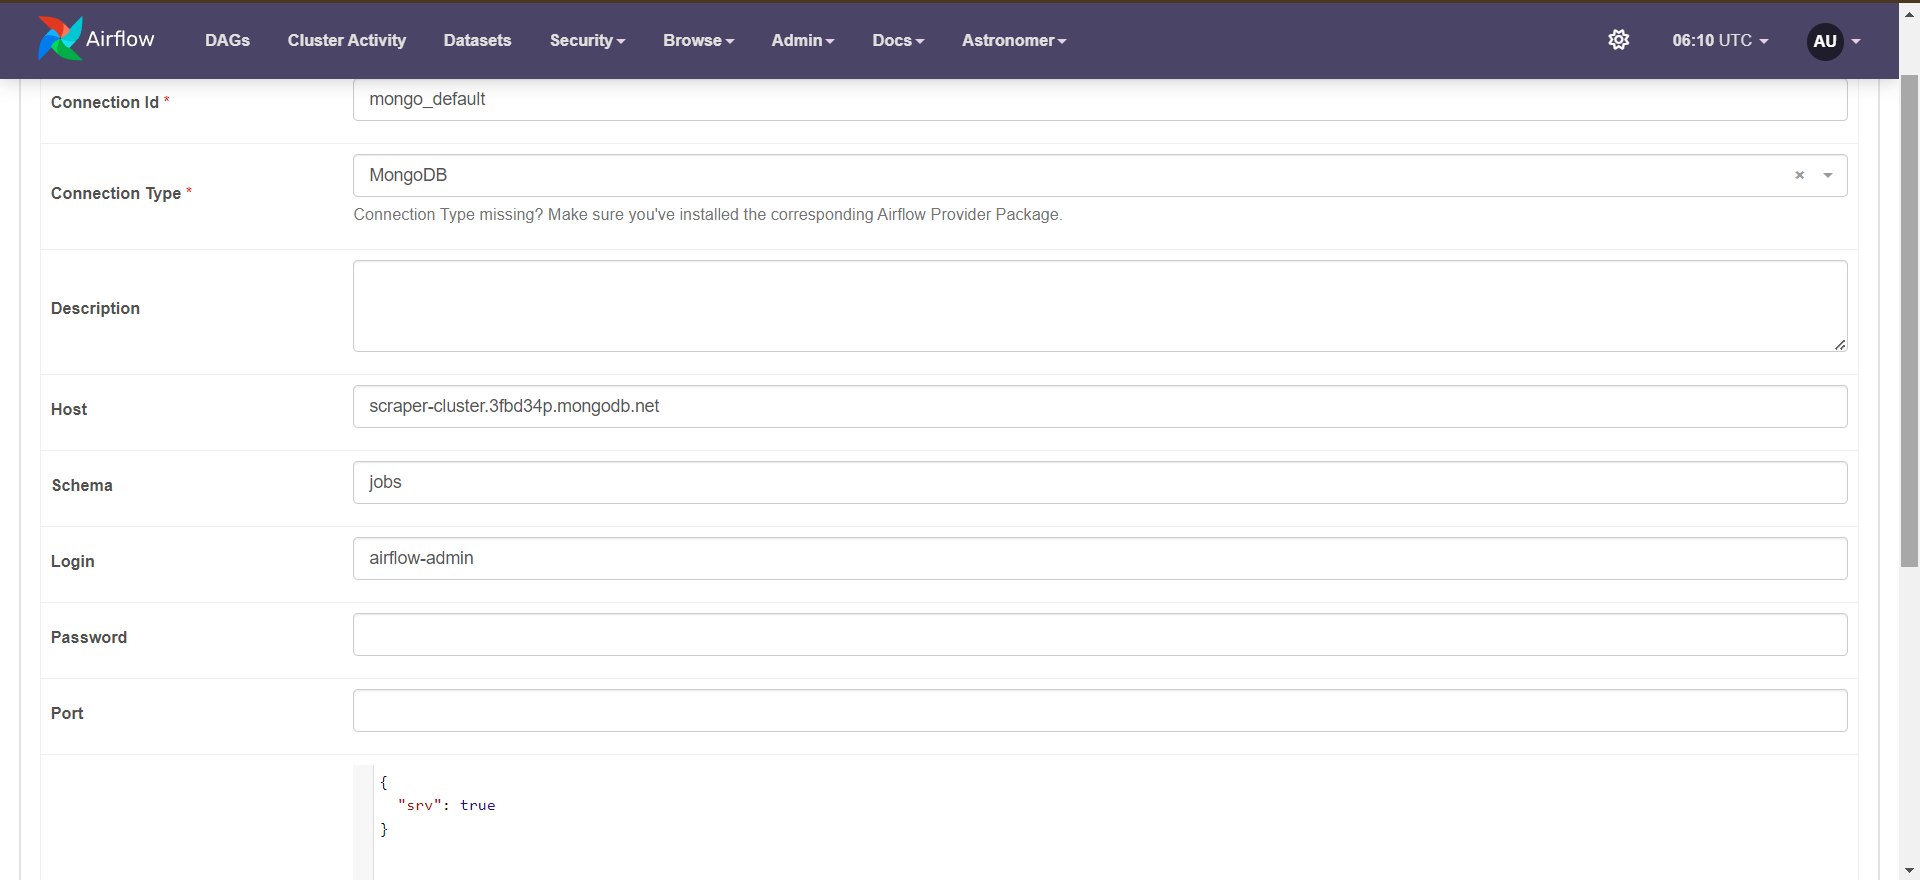 Airflow DAGs Cluster Activity Datasets Security Browse Admin Docs Astronomer 06:10 UTC AU
Connection Id * mongo_default
Connection Type * MongoDB ×
Connection Type missing? Make sure you've installed the corresponding Airflow Provider Package.
Description
Host scraper-cluster.3fbd34p.mongodb.net
Schema jobs
Login airflow-admin
Password
Port
{
"srv": true
}